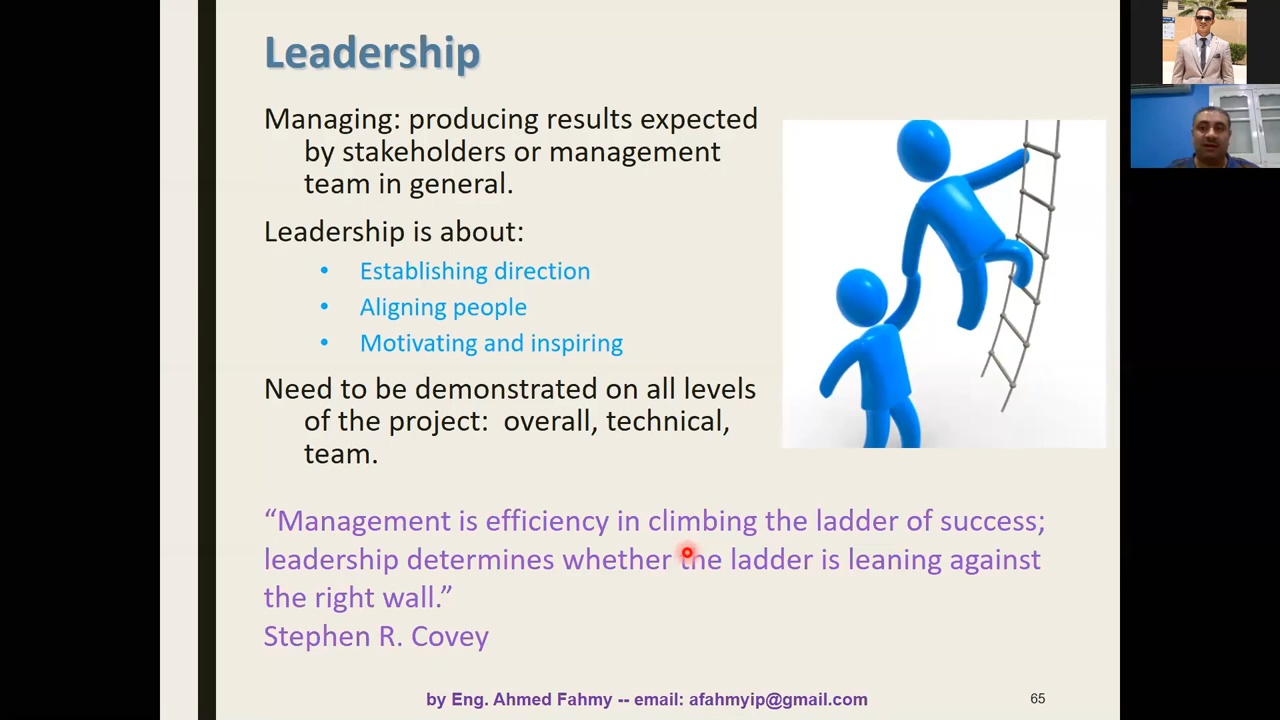 Leadership
Managing: producing results expected
by stakeholders or management
team in general.
Leadership is about:
• Establishing direction
• Aligning people
• Motivating and inspiring
Need to be demonstrated on all levels
of the project:  overall, technical,
team.
“Management is efficiency in climbing the ladder of success;
leadership determines whether the ladder is leaning against
the right wall.”
Stephen R. Covey
by Eng. Ahmed Fahmy -- email: afahmyip@gmail.com
65